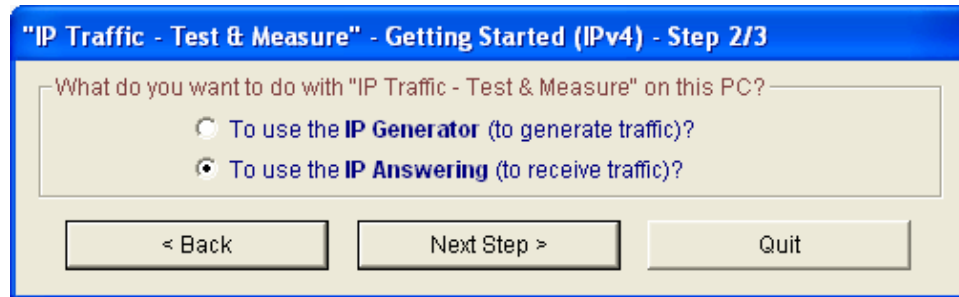 "IP Traffic - Test & Measure" - Getting Started (IPv4) - Step 2/3
What do you want to do with "IP Traffic - Test & Measure" on this PC?
To use the IP Generator (to generate traffic)?
To use the IP Answering (to receive traffic)?
< Back
Next Step >
Quit